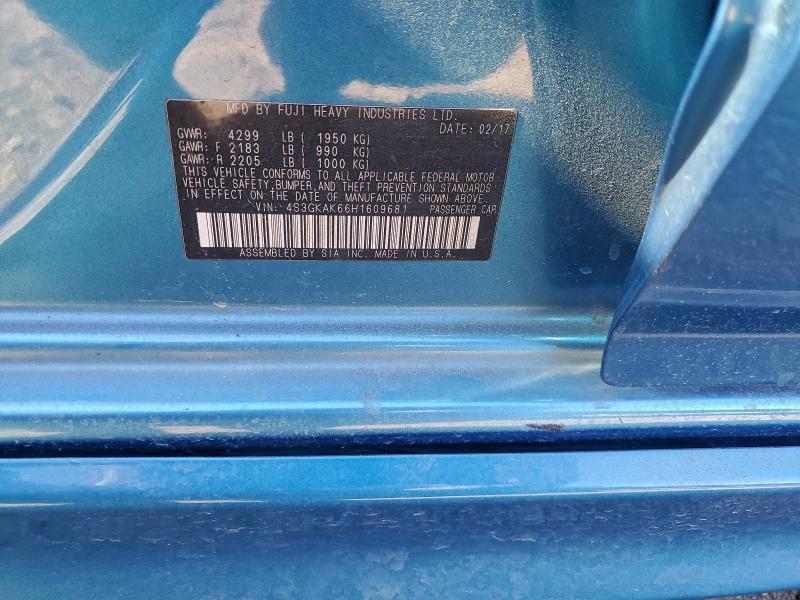 MFD BY FUJI HEAVY INDUSTRIES LTD.
DATE: 02/17
GVWR: 4299 LB( 1950 KG)
GAWR: F 2183 LB( 990 KG)
GAWR: R 2205 LB( 1000 KG)
THIS VEHICLE CONFORMS TO ALL APPLICABLE FEDERAL MOTOR
VEHICLE SAFETY,BUMPER,AND THEFT PREVENTION STANDARDS
IN EFFECT ON THE DATE OF MANUFACTURE SHOWN ABOVE.
VIN: 4S3GKAK66H1609681 PASSENGER CAR
ASSEMBLED BY SIA INC. MADE IN U.S.A.